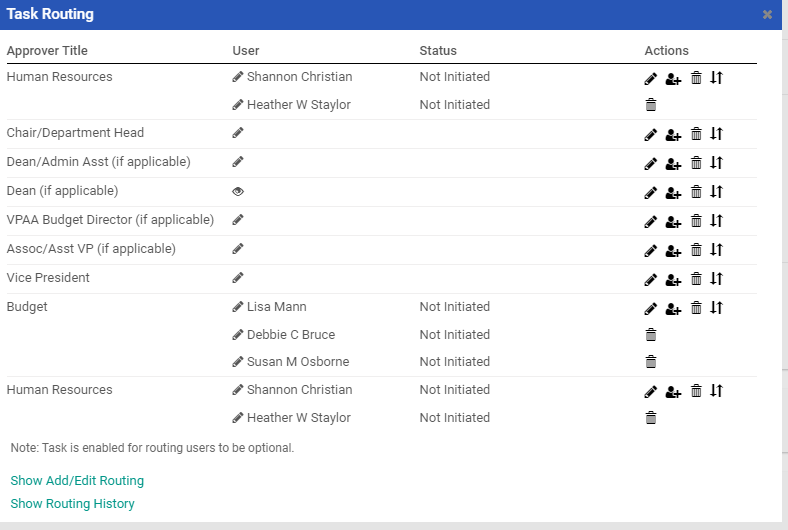 Task Routing
Approver Title User Status Actions
Human Resources Shannon Christian Not Initiated
Heather W Staylor Not Initiated
Chair/Department Head
Dean/Admin Asst (if applicable)
Dean (if applicable)
VPAA Budget Director (if applicable)
Assoc/Asst VP (if applicable)
Vice President
Budget Lisa Mann Not Initiated
Debbie C Bruce Not Initiated
Susan M Osborne Not Initiated
Human Resources Shannon Christian Not Initiated
Heather W Staylor Not Initiated
Note: Task is enabled for routing users to be optional.
Show Add/Edit Routing
Show Routing History